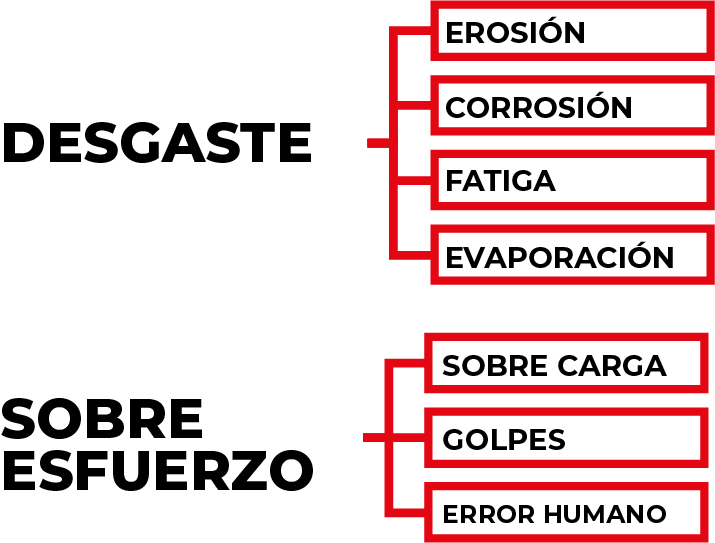 DESGASTE
EROSIÓN
CORROSIÓN
FATIGA
EVAPORACIÓN
SOBRE
ESFUERZO
SOBRE CARGA
GOLPES
ERROR HUMANO